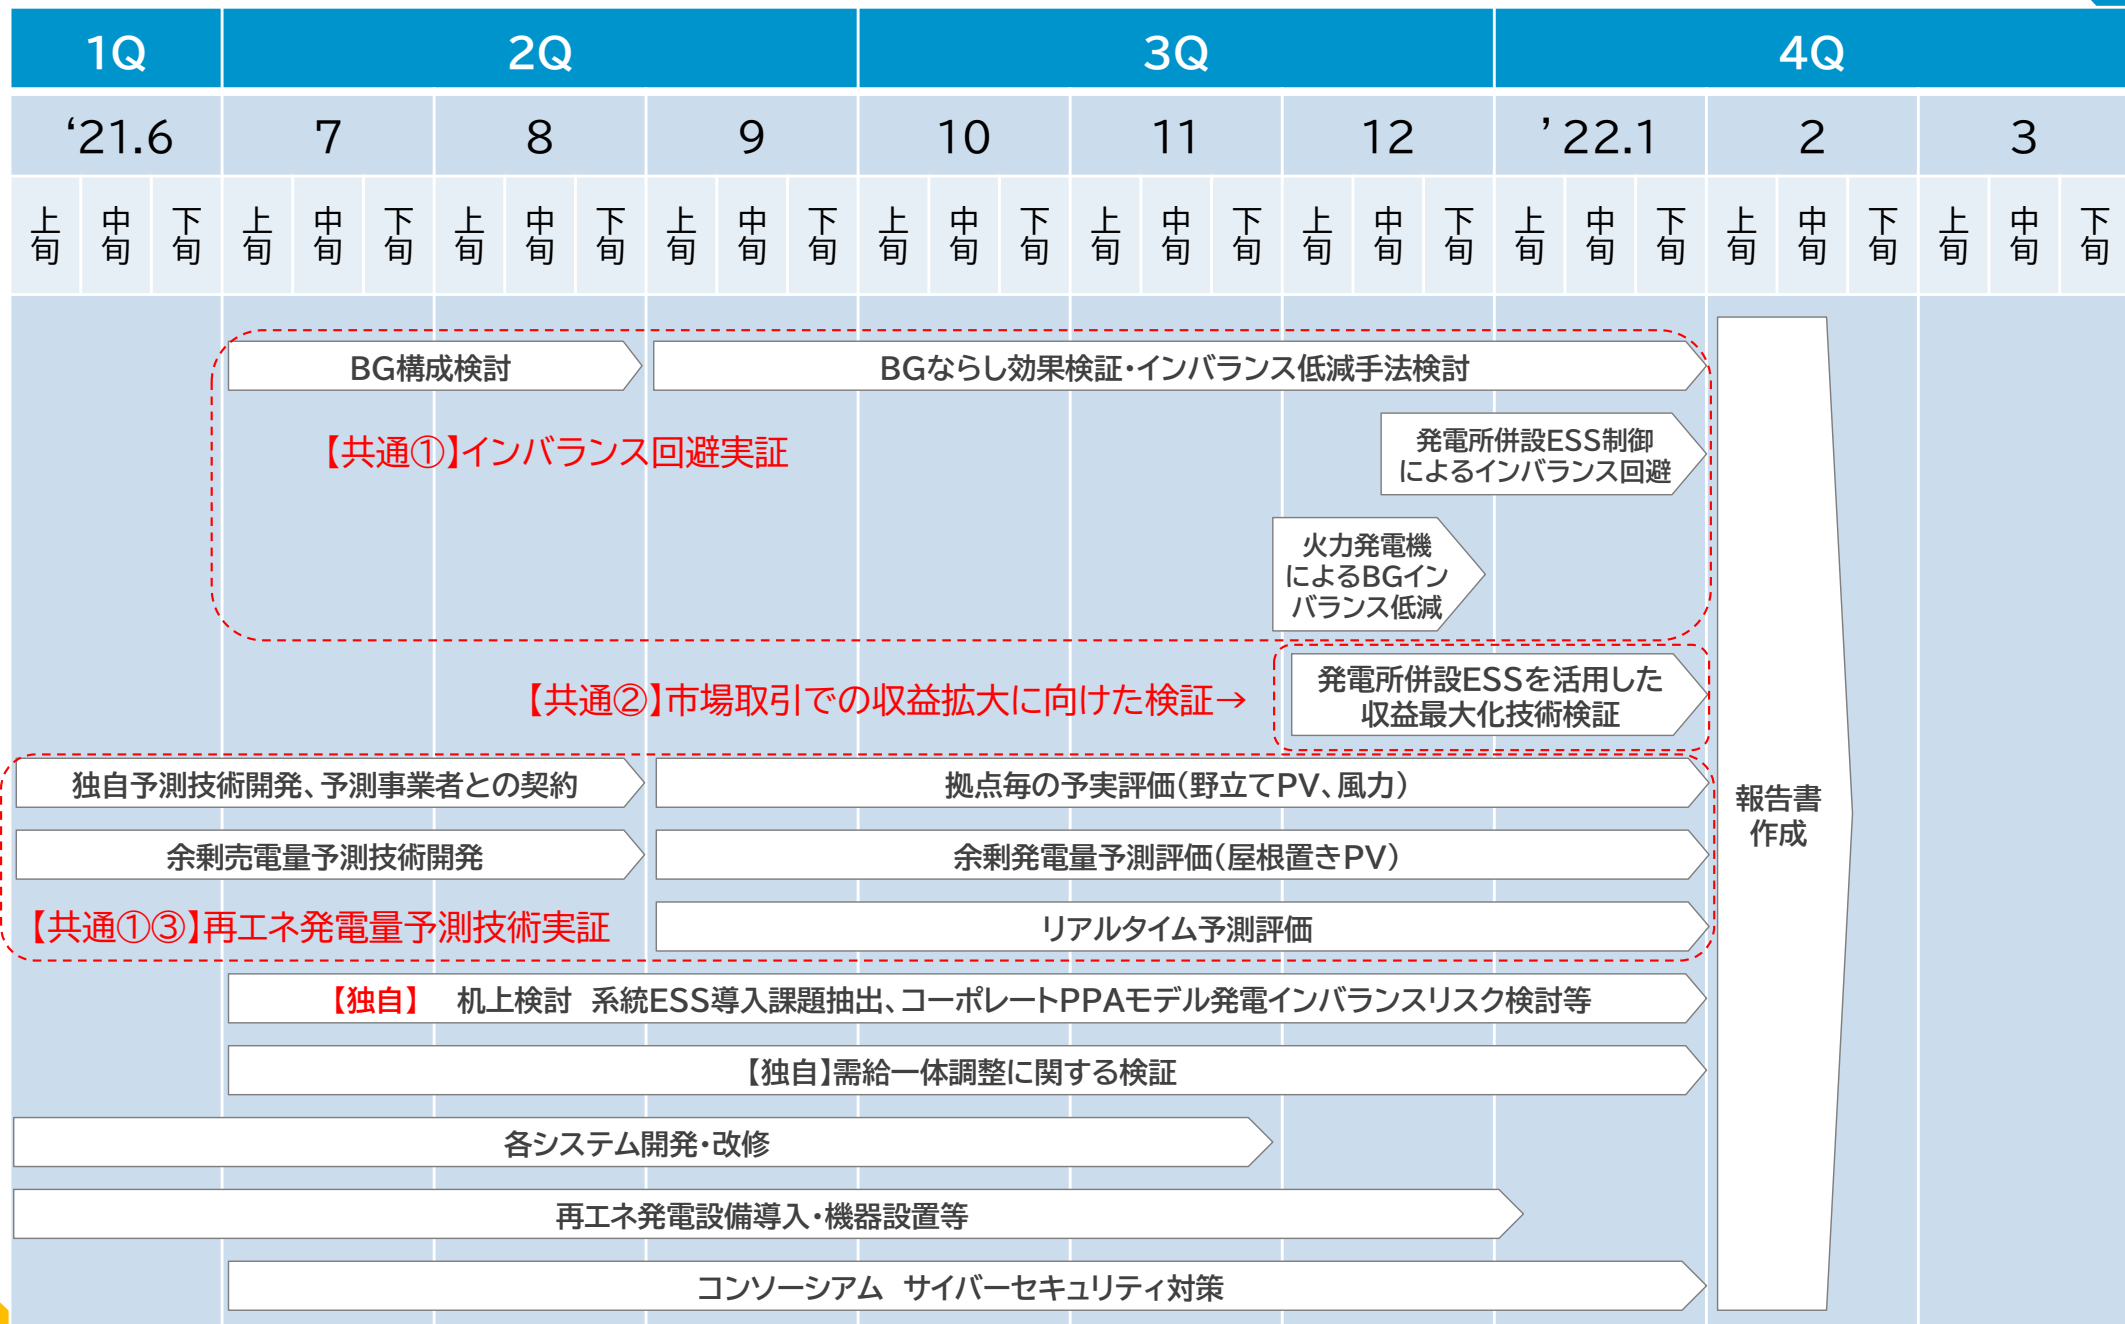 1Q 2Q 3Q 4Q
‘21.6 7 8 9 10 11 12 ’22.1 2 3
上旬 中旬 下旬 上旬 中旬 下旬 上旬 中旬 下旬 上旬 中旬 下旬 上旬 中旬 下旬 上旬 中旬 下旬 上旬 中旬 下旬 上旬 中旬 下旬 上旬 中旬 下旬 上旬 中旬 下旬
BG構成検討
BGならし効果検証・インバランス低減手法検討
【共通①】インバランス回避実証
発電所併設ESS制御
によるインバランス回避
火力発電機
によるBGイン
バランス低減
【共通②】市場取引での収益拡大に向けた検証→
発電所併設ESSを活用した
収益最大化技術検証
独自予測技術開発、予測事業者との契約
拠点毎の予実評価(野立てPV、風力)
報告書
作成
余剰売電量予測技術開発
余剰発電量予測評価(屋根置きPV)
【共通①③】再エネ発電量予測技術実証
リアルタイム予測評価
【独自】 机上検討 系統ESS導入課題抽出、コーポレートPPAモデル発電インバランスリスク検討等
【独自】需給一体調整に関する検証
各システム開発・改修
再エネ発電設備導入・機器設置等
コンソーシアム サイバーセキュリティ対策